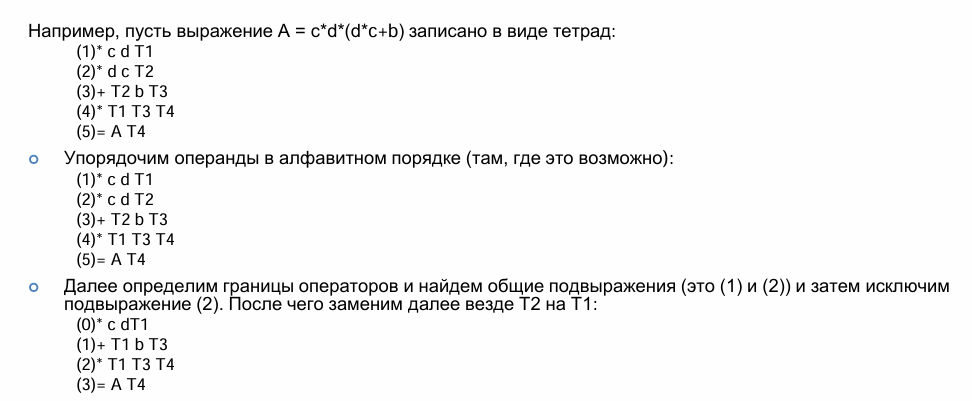 Например, пусть выражение A = c*d*(d*c+b) записано в виде тетрад:
(1)* c d T1
(2)* d c T2
(3)+ T2 b T3
(4)* T1 T3 T4
(5)= A T4
Упорядочим операнды в алфавитном порядке (там, где это возможно):
(1)* c d T1
(2)* c d T2
(3)+ T2 b T3
(4)* T1 T3 T4
(5)= A T4
Далее определим границы операторов и найдем общие подвыражения (это (1) и (2)) и затем исключим
подвыражение (2). После чего заменим далее везде T2 на T1:
(0)* c dT1
(1)+ T1 b T3
(2)* T1 T3 T4
(3)= A T4